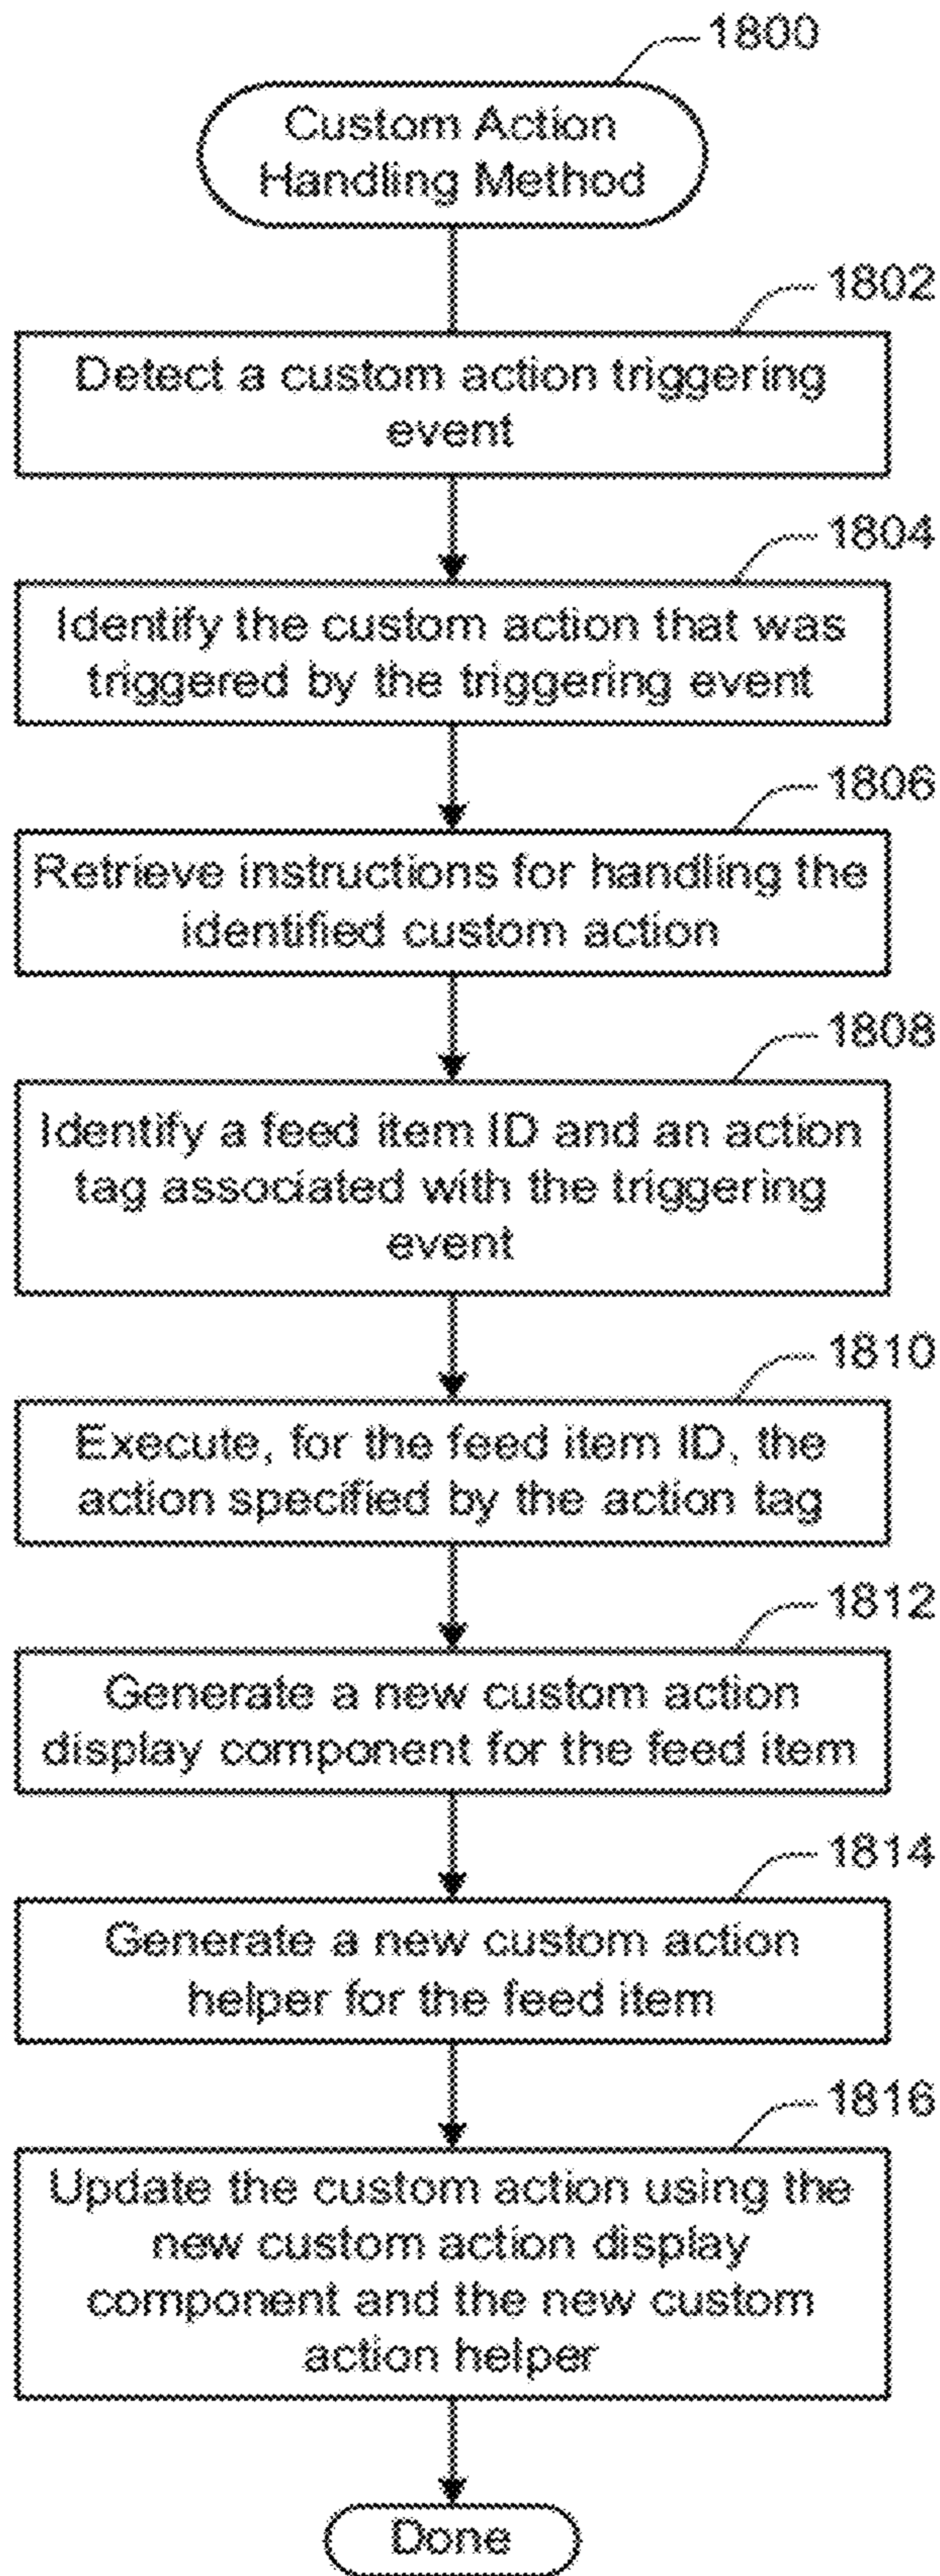 1800
Custom Action
Handling Method
1802
Detect a custom action triggering
event
1804
Identify the custom action that was
triggered by the triggering event
1806
Retrieve instructions for handling the
identified custom action
1808
Identify a feed item ID and an action
tag associated with the triggering
event
1810
Execute, for the feed item ID, the
action specified by the action tag
1812
Generate a new custom action
display component for the feed item
1814
Generate a new custom action
helper for the feed item
1816
Update the custom action using the
new custom action display
component and the new custom
action helper
Done